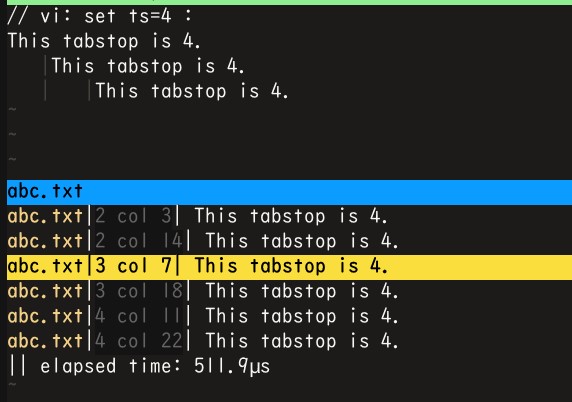 // vi: set ts=4 :
This tabstop is 4.
This tabstop is 4.
This tabstop is 4.
~
~
~
abc.txt
abc.txt|2 col 3| This tabstop is 4.
abc.txt|2 col 14| This tabstop is 4.
abc.txt|3 col 7| This tabstop is 4.
abc.txt|3 col 18| This tabstop is 4.
abc.txt|4 col 11| This tabstop is 4.
abc.txt|4 col 22| This tabstop is 4.
|| elapsed time: 511.9µs
~